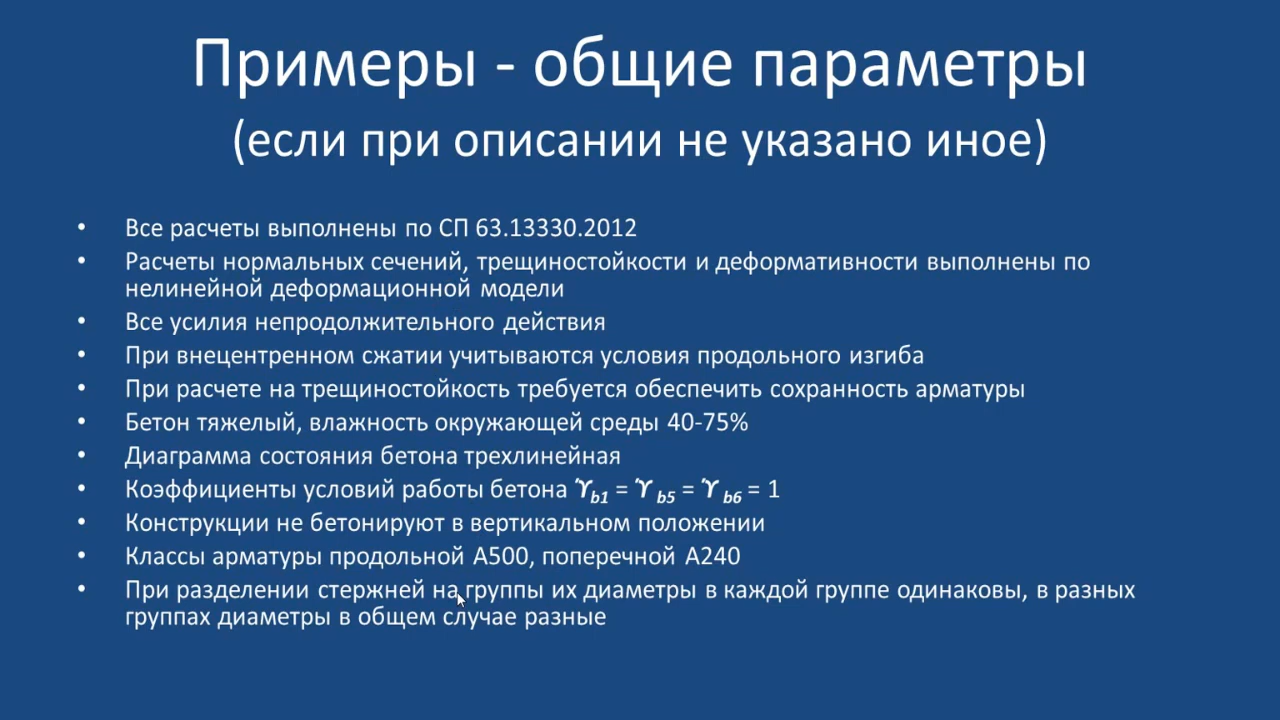 Примеры - общие параметры
(если при описании не указано иное)
• Все расчеты выполнены по СП 63.13330.2012
• Расчеты нормальных сечений, трещиностойкости и деформативности выполнены по
нелинейной деформационной модели
• Все усилия непродолжительного действия
• При внецентренном сжатии учитываются условия продольного изгиба
• При расчете на трещиностойкость требуется обеспечить сохранность арматуры
• Бетон тяжелый, влажность окружающей среды 40-75%
• Диаграмма состояния бетона трехлинейная
• Коэффициенты условий работы бетона ϓb1 = ϓ b5 = ϓ b6 = 1
• Конструкции не бетонируют в вертикальном положении
• Классы арматуры продольной А500, поперечной А240
• При разделении стержней на группы их диаметры в каждой группе одинаковы, в разных
группах диаметры в общем случае разные